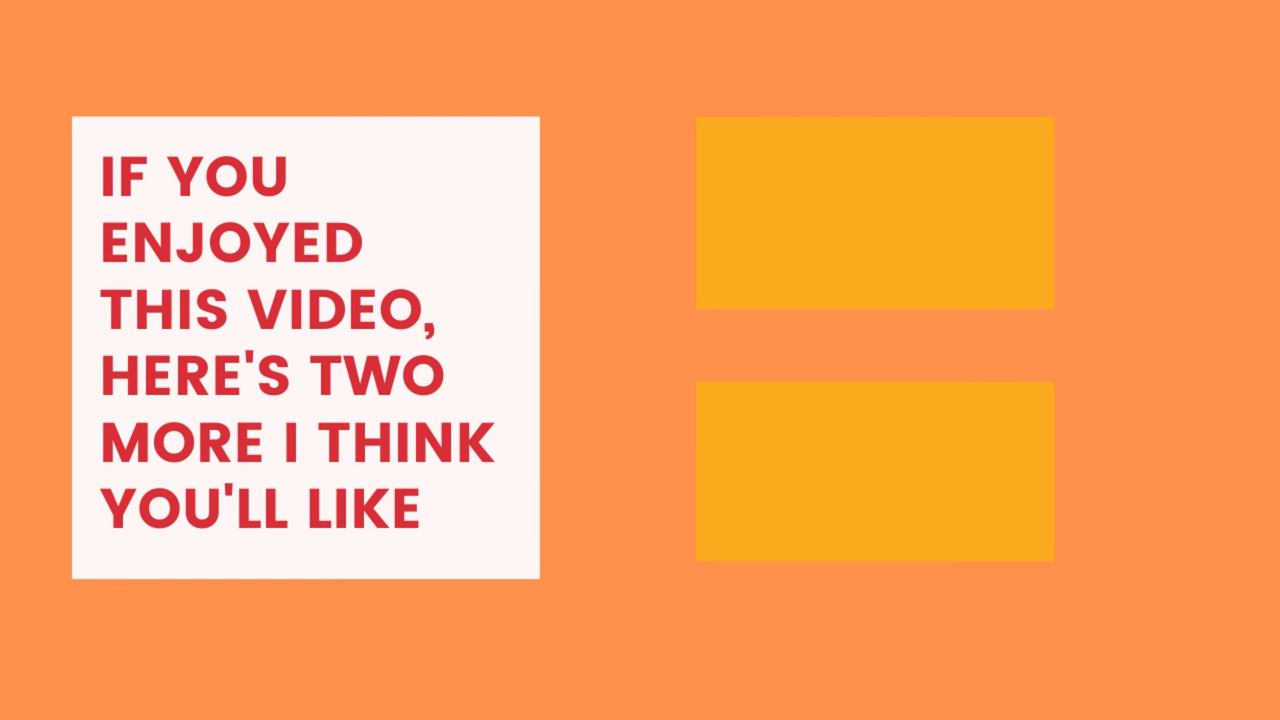 IF YOU
ENJOYED
THIS VIDEO,
HERE'S TWO
MORE I THINK
YOU'LL LIKE